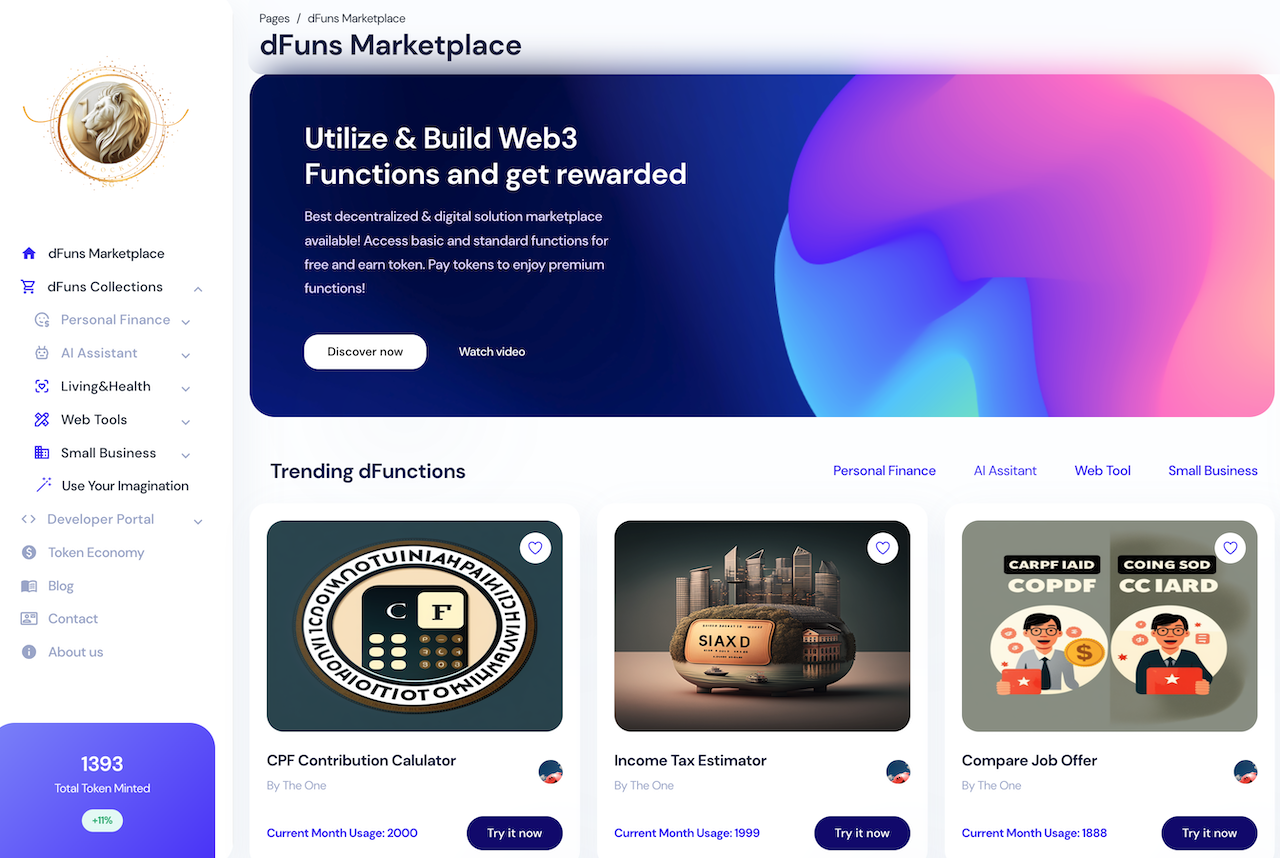 Pages / dFuns Marketplace
dFuns Marketplace
dFuns Marketplace
dFuns Collections
Personal Finance
AI Assistant
Living&Health
Web Tools
Small Business
Use Your Imagination
Developer Portal
Token Economy
Blog
Contact
About us
1393
Total Token Minted
+11%
Utilize & Build Web3
Functions and get rewarded
Best decentralized & digital solution marketplace
available! Access basic and standard functions for
free and earn token. Pay tokens to enjoy premium
functions!
Discover now
Watch video
Trending dFunctions
Personal Finance
AI Assitant
Web Tool
Small Business
C F
SIAXD
CARPF IAID
COPDF
COING SOD
CC IARD
CPF Contribution Calulator
By The One
Current Month Usage: 2000
Try it now
Income Tax Estimator
By The One
Current Month Usage: 1999
Try it now
Compare Job Offer
By The One
Current Month Usage: 1888
Try it now